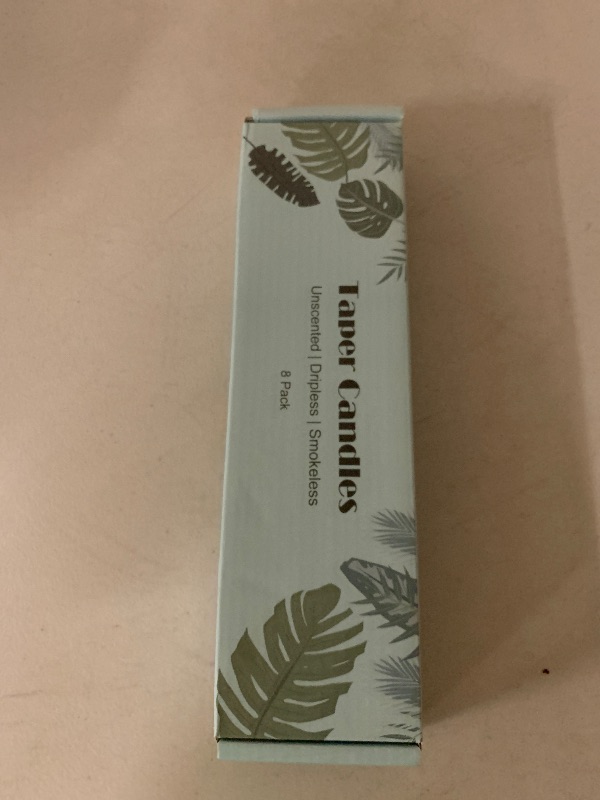 Taper Candles
Unscented | Dripless | Smokeless
8 Pack